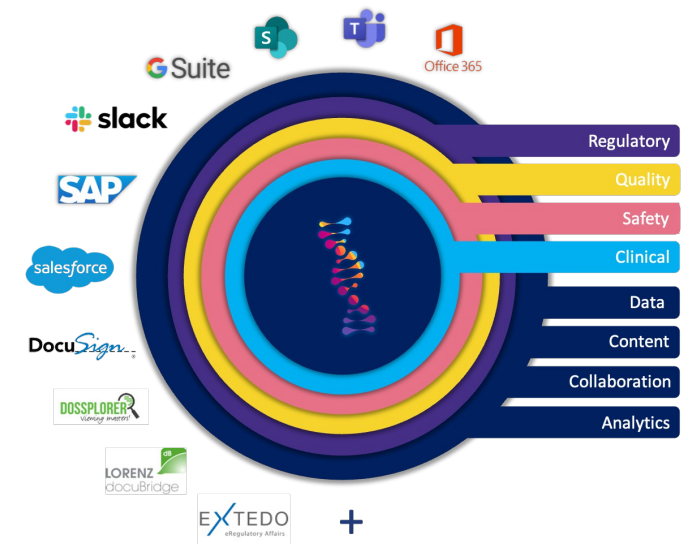 S
T
Office 365
G Suite
slack
SAP
salesforce
DocuSign
DOSSPLORER
Viewing matters!
dB
LORENZ
docuBridge
EXTEDO
eRegulatory Affairs
+
Regulatory
Quality
Safety
Clinical
Data
Content
Collaboration
Analytics